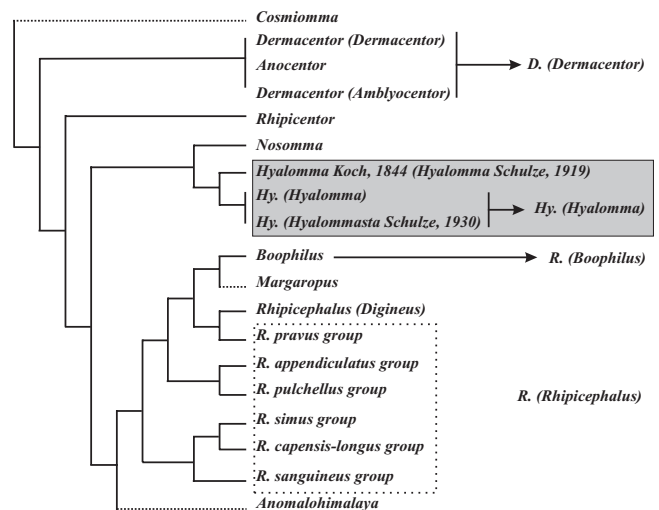 Cosmiomma
Dermacentor (Dermacentor)
Anocentor
D. (Dermacentor)
Dermacentor (Amblyocentor)
Rhipicentor
Nosomma
Hyalomma Koch, 1844 (Hyalomma Schulze, 1919)
Hy. (Hyalomma)
Hy. (Hyalomma)
Hy. (Hyalommasta Schulze, 1930)
Boophilus
R. (Boophilus)
Margaropus
Rhipicephalus (Digineus)
R. pravus group
R. appendiculatus group
R. pulchellus group
R. (Rhipicephalus)
R. simus group
R. capensis-longus group
R. sanguineus group
Anomalohimalaya